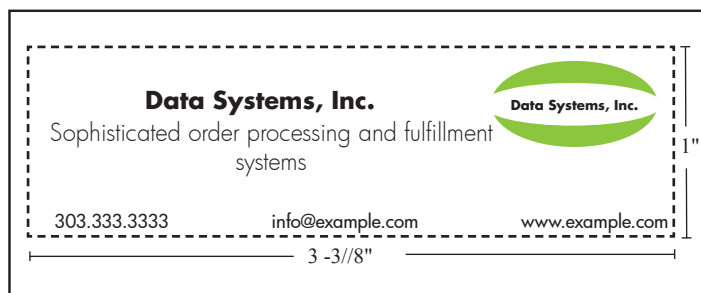 Data Systems, Inc.
Data Systems, Inc.
Sophisticated order processing and fulfillment
systems
1"
303.333.3333 info@example.com www.example.com
3 -3//8"